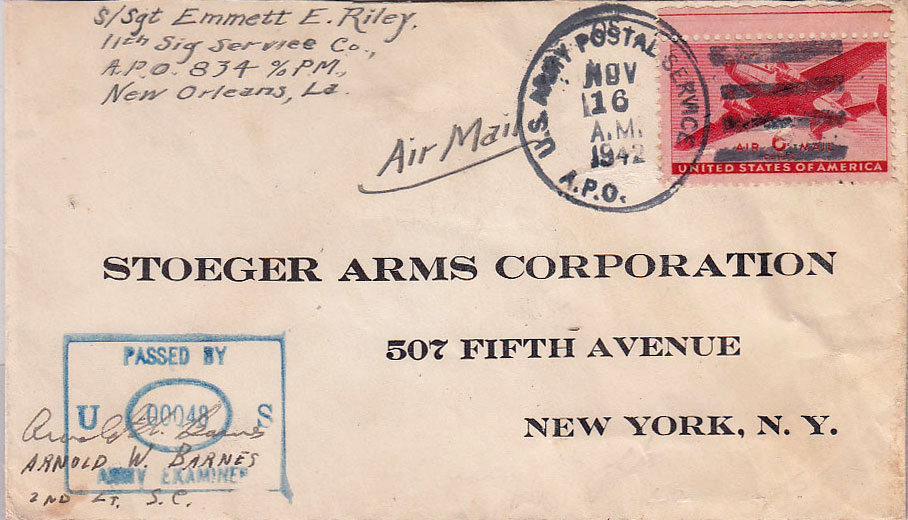 S/Sgt Emmett E. Riley,
11th Sig Service Co.,
A.P.O. 834 % PM.,
New Orleans, La.
Air Mail
U.S. ARMY POSTAL SERVICE
NOV
16
A.M.
1942
A.P.O.
AIR 6¢ MAIL
UNITED STATES OF AMERICA
STOEGER ARMS CORPORATION
507 FIFTH AVENUE
NEW YORK, N. Y.
PASSED BY
U 00048 S
Arnold W. Barnes
ARNOLD W. BARNES
ARMY EXAMINER
2ND LT. S.C.